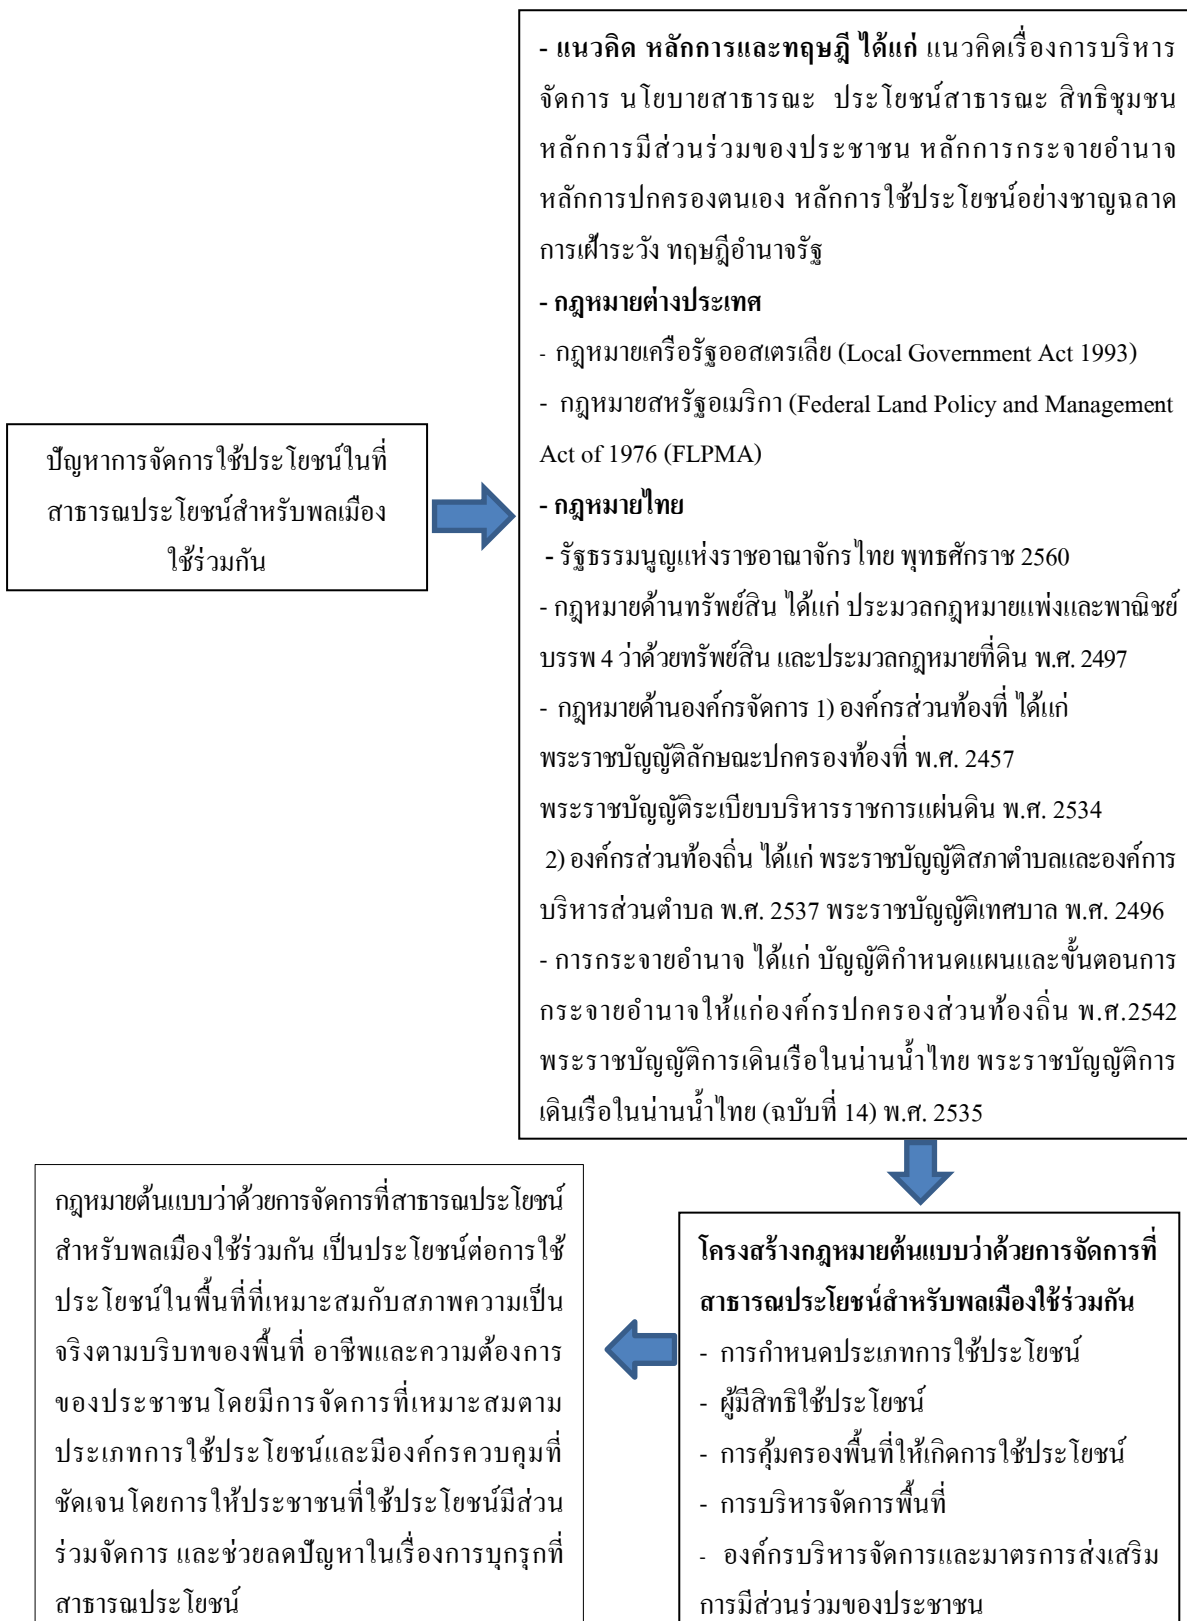 ปัญหาการจัดการใช้ประโยชน์ในที่
สาธารณประโยชน์สำหรับพลเมือง
ใช้ร่วมกัน
- แนวคิด หลักการและทฤษฎี ได้แก่ แนวคิดเรื่องการบริหาร
จัดการ นโยบายสาธารณะ ประโยชน์สาธารณะ สิทธิชุมชน
หลักการมีส่วนร่วมของประชาชน หลักการกระจายอำนาจ
หลักการปกครองตนเอง หลักการใช้ประโยชน์อย่างชาญฉลาด
การเฝ้าระวัง ทฤษฎีอำนาจรัฐ
- กฎหมายต่างประเทศ
- กฎหมายเครือรัฐออสเตรเลีย (Local Government Act 1993)
- กฎหมายสหรัฐอเมริกา (Federal Land Policy and Management
Act of 1976 (FLPMA)
- กฎหมายไทย
- รัฐธรรมนูญแห่งราชอาณาจักรไทย พุทธศักราช 2560
- กฎหมายด้านทรัพย์สิน ได้แก่ ประมวลกฎหมายแพ่งและพาณิชย์
บรรพ 4 ว่าด้วยทรัพย์สิน และประมวลกฎหมายที่ดิน พ.ศ. 2497
- กฎหมายด้านองค์กรจัดการ 1) องค์กรส่วนท้องที่ ได้แก่
พระราชบัญญัติลักษณะปกครองท้องที่ พ.ศ. 2457
พระราชบัญญัติระเบียบบริหารราชการแผ่นดิน พ.ศ. 2534
2) องค์กรส่วนท้องถิ่น ได้แก่ พระราชบัญญัติสภาตำบลและองค์การ
บริหารส่วนตำบล พ.ศ. 2537 พระราชบัญญัติเทศบาล พ.ศ. 2496
- การกระจายอำนาจ ได้แก่ บัญญัติกำหนดแผนและขั้นตอนการ
กระจายอำนาจให้แก่องค์กรปกครองส่วนท้องถิ่น พ.ศ.2542
พระราชบัญญัติการเดินเรือในน่านน้ำไทย พระราชบัญญัติการ
เดินเรือในน่านน้ำไทย (ฉบับที่ 14) พ.ศ. 2535
โครงสร้างกฎหมายต้นแบบว่าด้วยการจัดการที่
สาธารณประโยชน์สำหรับพลเมืองใช้ร่วมกัน
- การกำหนดประเภทการใช้ประโยชน์
- ผู้มีสิทธิใช้ประโยชน์
- การคุ้มครองพื้นที่ให้เกิดการใช้ประโยชน์
- การบริหารจัดการพื้นที่
- องค์กรบริหารจัดการและมาตรการส่งเสริม
การมีส่วนร่วมของประชาชน
กฎหมายต้นแบบว่าด้วยการจัดการที่สาธารณประโยชน์
สำหรับพลเมืองใช้ร่วมกัน เป็นประโยชน์ต่อการใช้
ประโยชน์ในพื้นที่ที่เหมาะสมกับสภาพความเป็น
จริงตามบริบทของพื้นที่ อาชีพและความต้องการ
ของประชาชนโดยมีการจัดการที่เหมาะสมตาม
ประเภทการใช้ประโยชน์และมีองค์กรควบคุมที่
ชัดเจนโดยการให้ประชาชนที่ใช้ประโยชน์มีส่วน
ร่วมจัดการ และช่วยลดปัญหาในเรื่องการบุกรุกที่
สาธารณประโยชน์